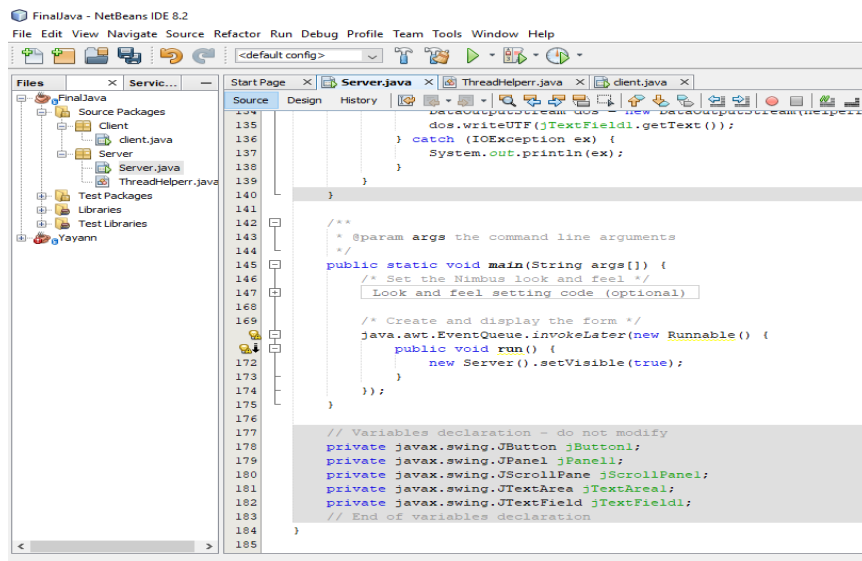 FinalJava - NetBeans IDE 8.2
File Edit View Navigate Source Refactor Run Debug Profile Team Tools Window Help
<default config>
Files Servic...
Start Page Server.java ThreadHelperr.java client.java
Source Design History
FinalJava
Source Packages
Client
client.java
Server
Server.java
ThreadHelperr.java
Test Packages
Libraries
Test Libraries
Yayann
134 DataOutputStream dos = new DataOutputStream(helperr
135 dos.writeUTF(jTextField1.getText());
136 } catch (IOException ex) {
137 System.out.println(ex);
138 }
139 }
140 }
141
142 /**
143 * @param args the command line arguments
144 */
145 public static void main(String args[]) {
146 /* Set the Nimbus look and feel */
147 Look and feel setting code (optional)
168
169 /* Create and display the form */
java.awt.EventQueue.invokeLater(new Runnable() {
public void run() {
172 new Server().setVisible(true);
173 }
174 });
175 }
176
177 // Variables declaration - do not modify
178 private javax.swing.JButton jButton1;
179 private javax.swing.JPanel jPanel1;
180 private javax.swing.JScrollPane jScrollPane1;
181 private javax.swing.JTextArea jTextArea1;
182 private javax.swing.JTextField jTextField1;
183 // End of variables declaration
184 }
185